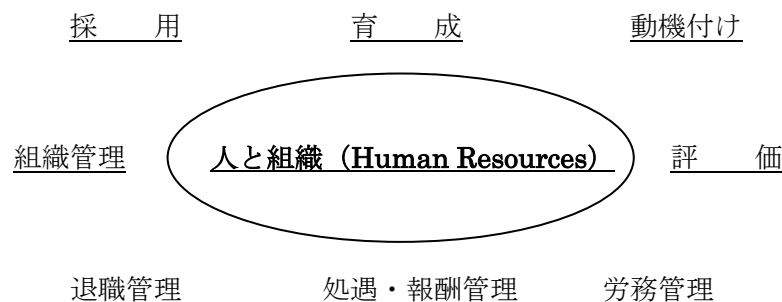 採　　用　　育　　成　　動機付け
組織管理　人と組織（Human Resources）　評　　価
退職管理　処遇・報酬管理　労務管理